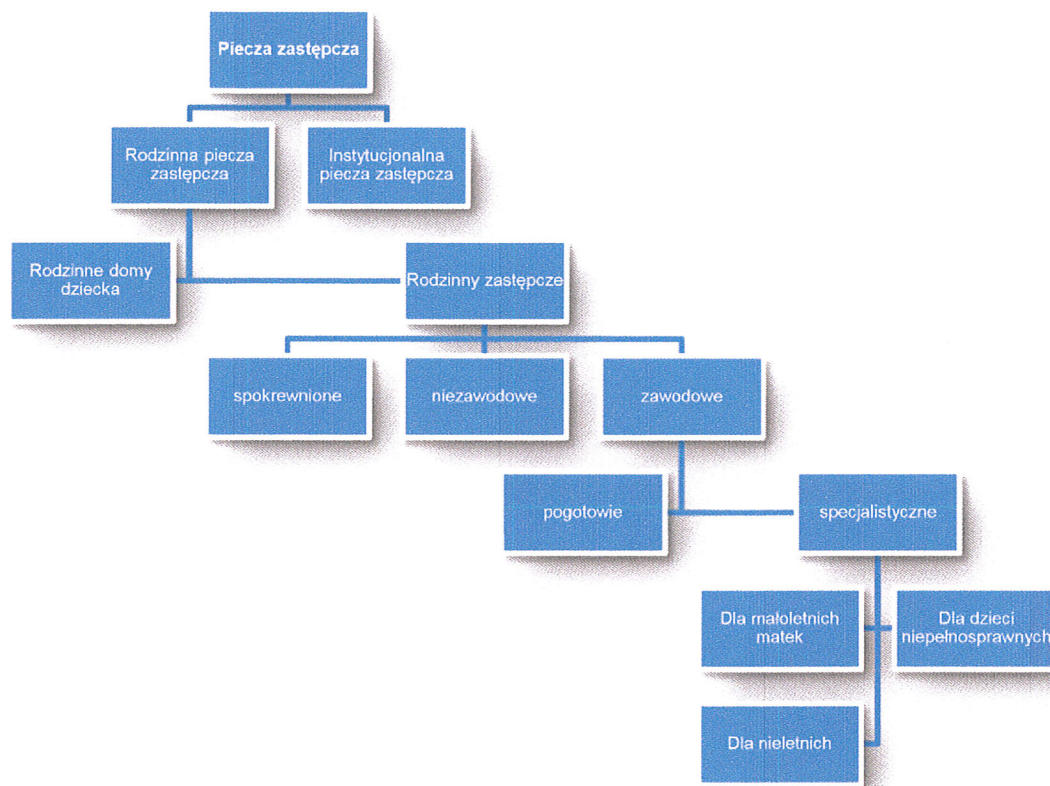 Piecza zastępcza
Rodzinna piecza
zastępcza
Instytucjonalna
piecza zastępcza
Rodzinne domy
dziecka
Rodzinny zastępcze
spokrewnione
niezawodowe
zawodowe
pogotowie
specjalistyczne
Dla małoletnich
matek
Dla dzieci
niepełnosprawnych
Dla nieletnich